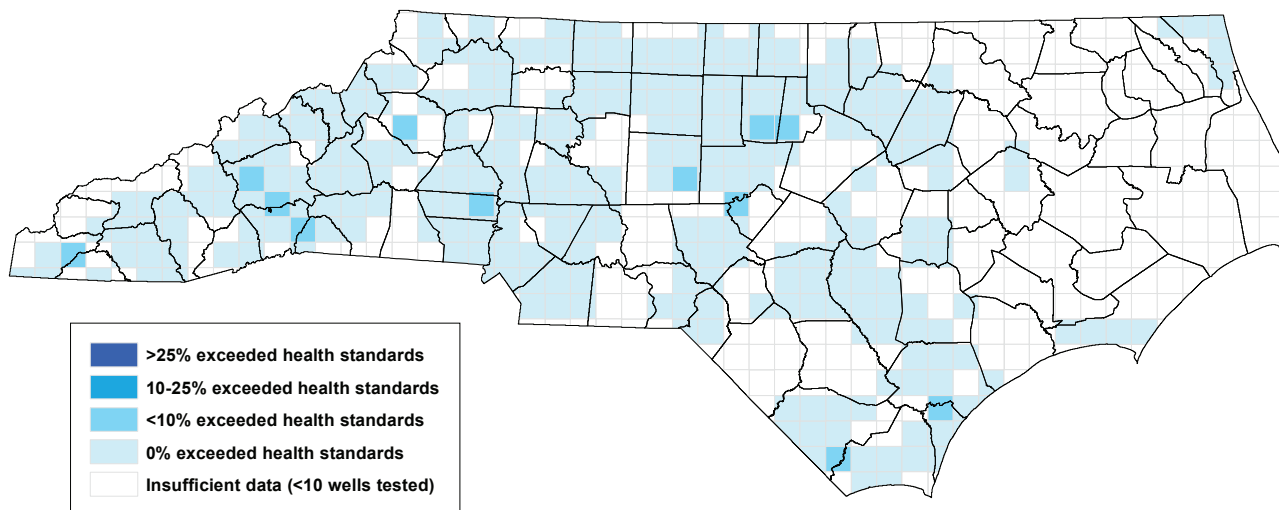 >25% exceeded health standards
10-25% exceeded health standards
<10% exceeded health standards
0% exceeded health standards
Insufficient data (<10 wells tested)